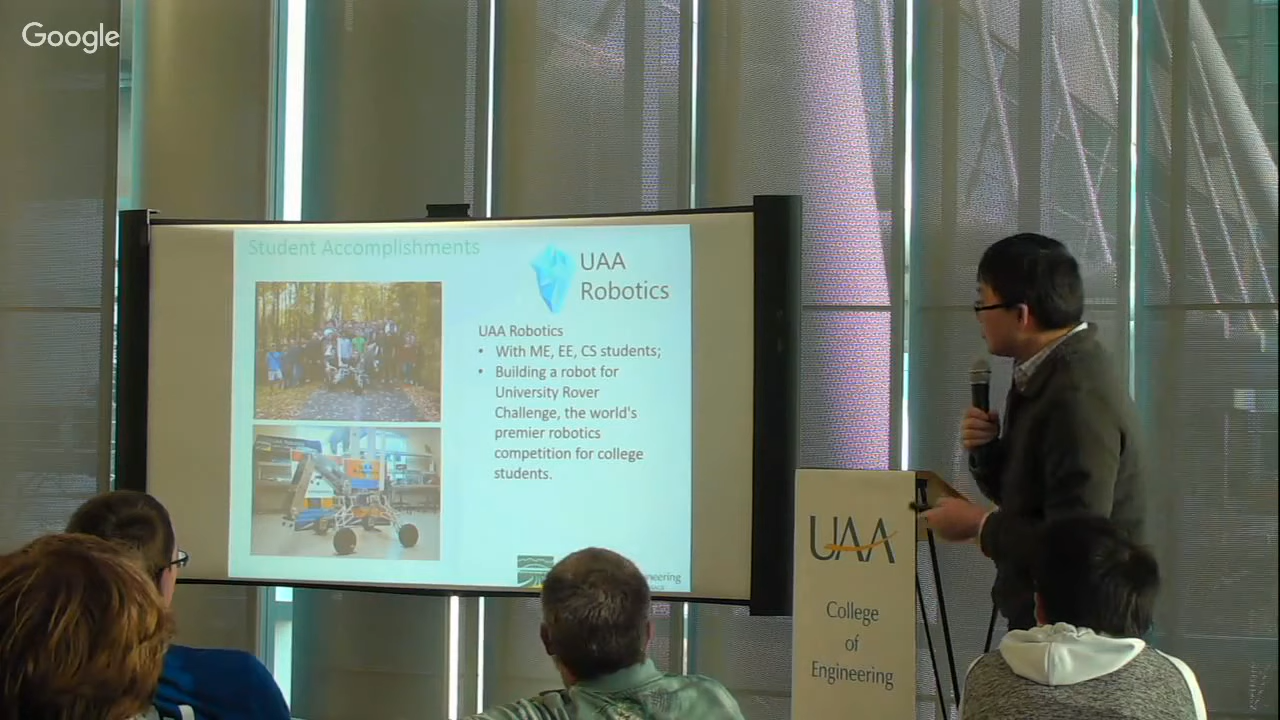 Google
Student Accomplishments
UAA
Robotics
UAA Robotics
• With ME, EE, CS students;
• Building a robot for
University Rover
Challenge, the world's
premier robotics
competition for college
students.
UAA
College
of
Engineering